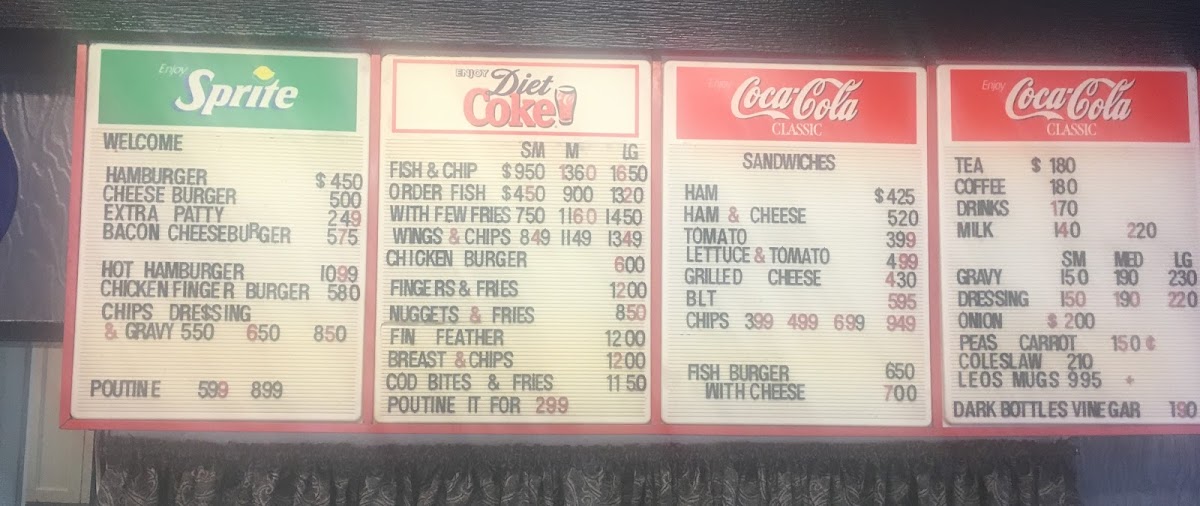 Enjoy
Sprite
WELCOME
HAMBURGER $ 450
CHEESE BURGER 500
EXTRA PATTY 249
BACON CHEESEBURGER 575
HOT HAMBURGER 1099
CHICKEN FINGER BURGER 580
CHIPS DRE$SING
& GRAVY 550 650 850
POUTINE 599 899
ENJOY
Diet
Coke
SM M LG
FISH & CHIP $ 950 1360 1650
ORDER FISH $450 900 1320
WITH FEW FRIES 750 1160 1450
WINGS & CHIPS 849 1149 1349
CHICKEN BURGER 600
FINGERS & FRIES 1200
NUGGETS & FRIES 850
FIN FEATHER 1200
BREAST & CHIPS 1200
COD BITES & FRIES 1150
POUTINE IT FOR 299
Enjoy
Coca-Cola
CLASSIC
SANDWICHES
HAM $ 425
HAM & CHEESE 520
TOMATO 399
LETTUCE & TOMATO 499
GRILLED CHEESE 430
BLT 595
CHIPS 399 499 699 949
FISH BURGER 650
WITH CHEESE 700
Enjoy
Coca-Cola
CLASSIC
TEA $ 180
COFFEE 180
DRINKS 170
MILK 140 220
SM MED LG
GRAVY 150 190 230
DRESSING 150 190 220
ONION $ 200
PEAS CARROT 150 ¢
COLESLAW 210
LEOS MUGS 995
DARK BOTTLES VINEGAR 190